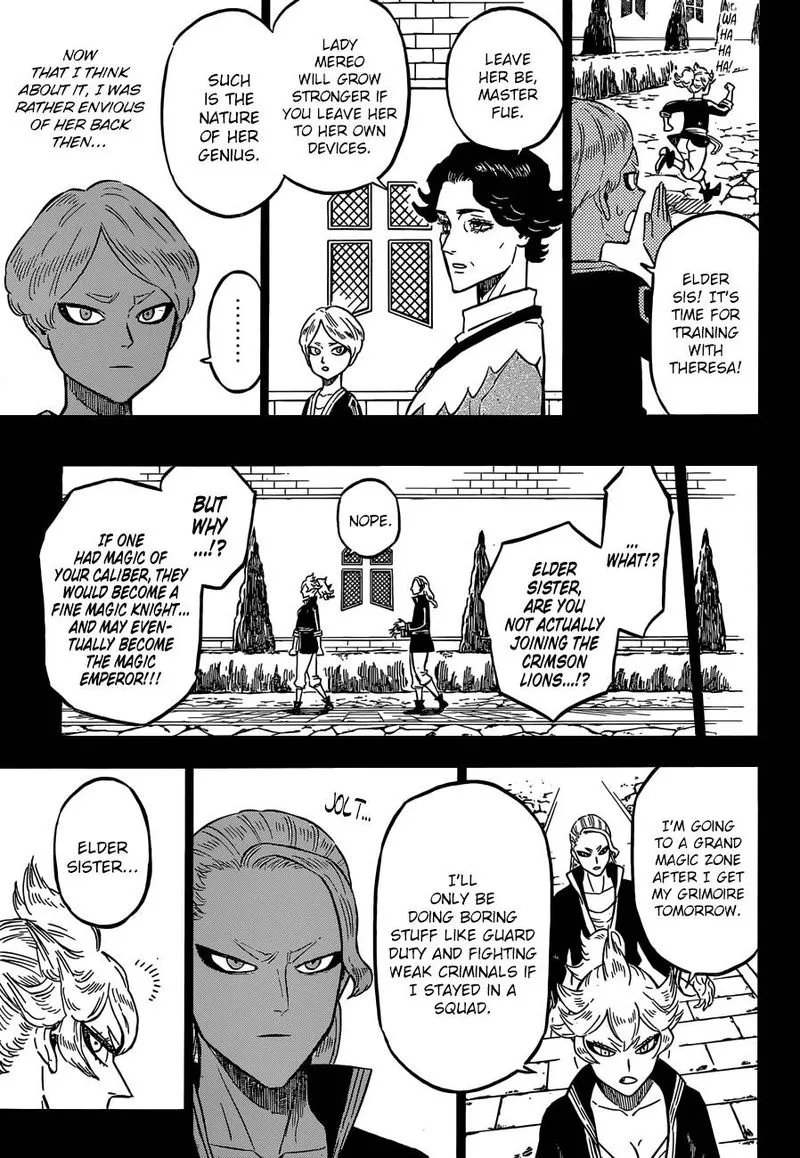 WA
HA
HA
HA
HA!
ELDER
SIS! IT'S
TIME FOR
TRAINING
WITH
THERESA!
LEAVE
HER BE,
MASTER
FUE.
LADY
MEREO
WILL GROW
STRONGER IF
YOU LEAVE HER
TO HER OWN
DEVICES.
SUCH
IS THE
NATURE
OF HER
GENIUS.
NOW
THAT I THINK
ABOUT IT, I WAS
RATHER ENVIOUS
OF HER BACK
THEN...
......
...
WHAT!?
ELDER
SISTER,
ARE YOU
NOT ACTUALLY
JOINING THE
CRIMSON
LIONS...!?
NOPE.
BUT
WHY
...!?
IF ONE
HAD MAGIC OF
YOUR CALIBER, THEY
WOULD BECOME A
FINE MAGIC KNIGHT...
AND MAY EVEN-
TUALLY BECOME
THE MAGIC
EMPEROR!!!
I'M GOING
TO A GRAND
MAGIC ZONE
AFTER I GET
MY GRIMOIRE
TOMORROW.
I'LL
ONLY BE
DOING BORING
STUFF LIKE GUARD
DUTY AND FIGHTING
WEAK CRIMINALS IF
I STAYED IN A
SQUAD.
JOLT...
ELDER
SISTER...